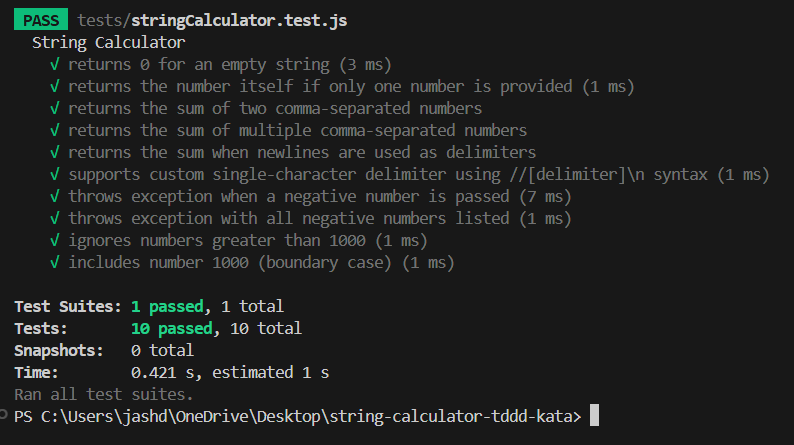 PASS tests/stringCalculator.test.js
String Calculator
√ returns 0 for an empty string (3 ms)
√ returns the number itself if only one number is provided (1 ms)
√ returns the sum of two comma-separated numbers
√ returns the sum of multiple comma-separated numbers
√ returns the sum when newlines are used as delimiters
√ supports custom single-character delimiter using //[delimiter]\n syntax (1 ms)
√ throws exception when a negative number is passed (7 ms)
√ throws exception with all negative numbers listed (1 ms)
√ ignores numbers greater than 1000 (1 ms)
√ includes number 1000 (boundary case) (1 ms)
Test Suites: 1 passed, 1 total
Tests: 10 passed, 10 total
Snapshots: 0 total
Time: 0.421 s, estimated 1 s
Ran all test suites.
PS C:\Users\jashd\OneDrive\Desktop\string-calculator-tddd-kata>